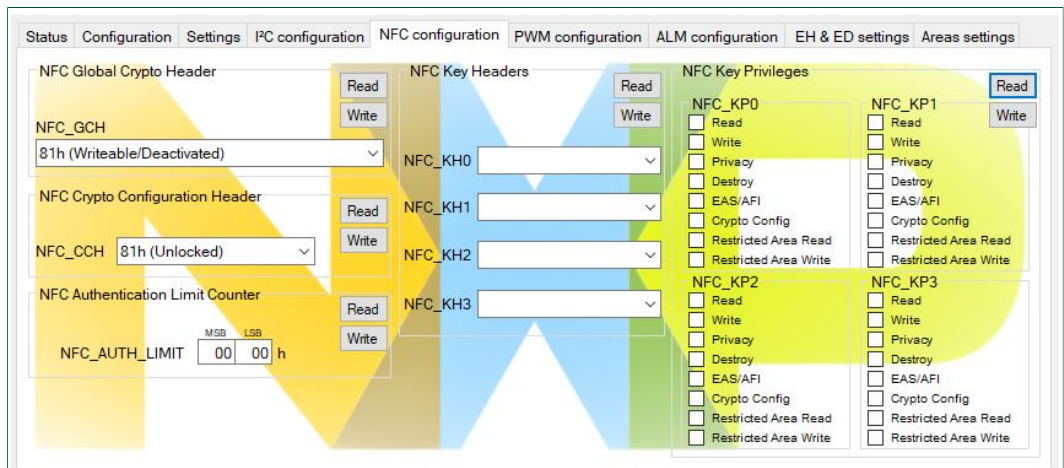 Status Configuration Settings I²C configuration NFC configuration PWM configuration ALM configuration EH & ED settings Areas settings
NFC Global Crypto Header
Read
Write
NFC_GCH
81h (Writeable/Deactivated)
NFC Crypto Configuration Header
Read
Write
NFC_CCH 81h (Unlocked)
NFC Authentication Limit Counter
Read
Write
MSB LSB
NFC_AUTH_LIMIT 00 00 h
NFC Key Headers
Read
Write
NFC_KH0
NFC_KH1
NFC_KH2
NFC_KH3
NFC Key Privileges
Read
Write
NFC_KP0
Read
Write
Privacy
Destroy
EAS/AFI
Crypto Config
Restricted Area Read
Restricted Area Write
NFC_KP1
Read
Write
Privacy
Destroy
EAS/AFI
Crypto Config
Restricted Area Read
Restricted Area Write
NFC_KP2
Read
Write
Privacy
Destroy
EAS/AFI
Crypto Config
Restricted Area Read
Restricted Area Write
NFC_KP3
Read
Write
Privacy
Destroy
EAS/AFI
Crypto Config
Restricted Area Read
Restricted Area Write
NXP